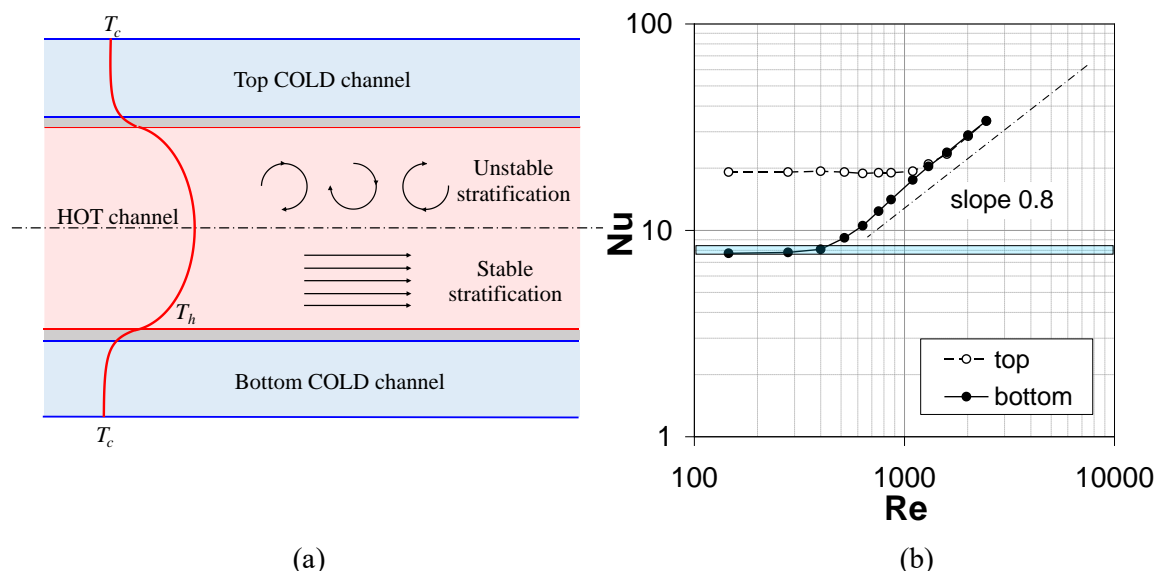 T_c
Top COLD channel
Unstable
stratification
HOT channel
Stable
stratification
T_h
Bottom COLD channel
T_c
(a)
100
10
1
Nu
slope 0.8
top
bottom
100
1000
10000
Re
(b)